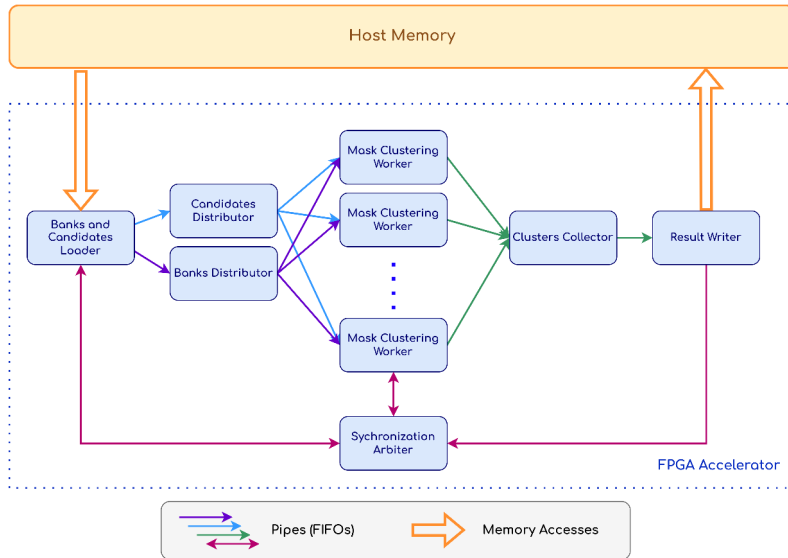 Host Memory
Mask Clustering
Worker
Candidates
Distributor
Mask Clustering
Worker
Banks and
Candidates
Loader
Clusters Collector
Result Writer
Banks Distributor
Mask Clustering
Worker
Sychronization
Arbiter
FPGA Accelerator
Pipes (FIFOs)
Memory Accesses